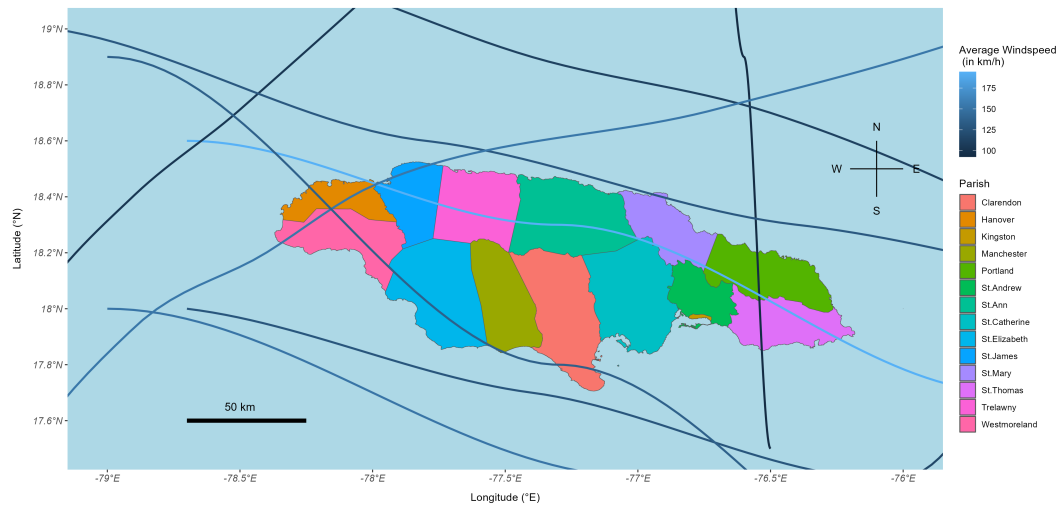 19°N
18.8°N
18.6°N
18.4°N
18.2°N
18°N
17.8°N
17.6°N
Latitude (°N)
50 km
N
W E
S
-79°E -78.5°E -78°E -77.5°E -77°E -76.5°E -76°E
Longitude (°E)
Average Windspeed
(in km/h)
175
150
125
100
Parish
Clarendon
Hanover
Kingston
Manchester
Portland
St.Andrew
St.Ann
St.Catherine
St.Elizabeth
St.James
St.Mary
St.Thomas
Trelawny
Westmoreland